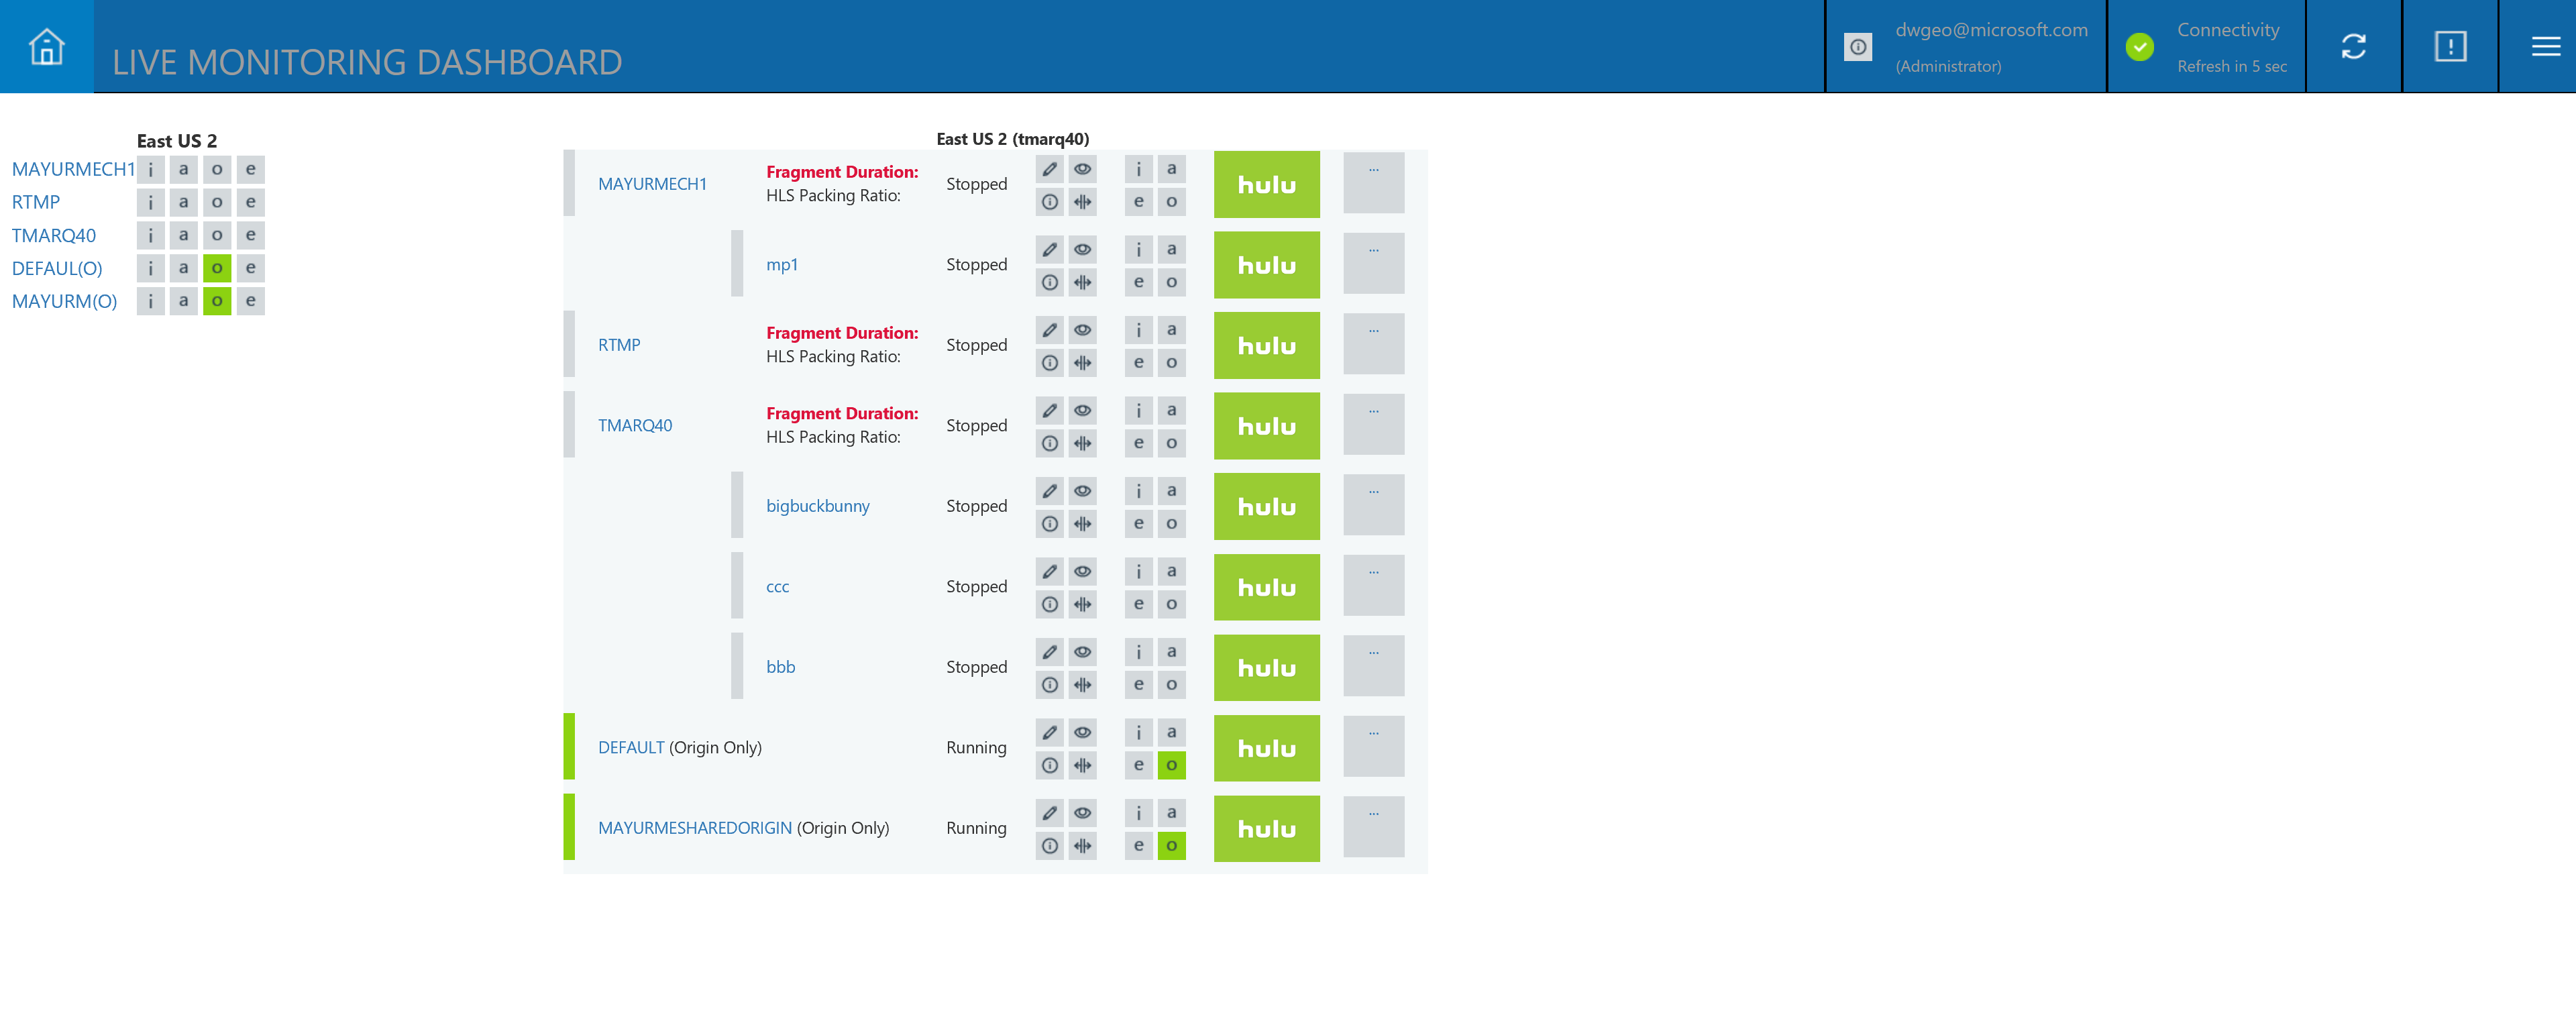 LIVE MONITORING DASHBOARD
dwgeo@microsoft.com
(Administrator)
Connectivity
Refresh in 5 sec
East US 2
MAYURMECH1 i a o e
RTMP i a o e
TMARQ40 i a o e
DEFAUL(O) i a o e
MAYURM(O) i a o e
East US 2 (tmarq40)
MAYURMECH1 Fragment Duration: Stopped i a hulu ...
HLS Packing Ratio: e o
mp1 Stopped i a hulu ...
e o
RTMP Fragment Duration: Stopped i a hulu ...
HLS Packing Ratio: e o
TMARQ40 Fragment Duration: Stopped i a hulu ...
HLS Packing Ratio: e o
bigbuckbunny Stopped i a hulu ...
e o
ccc Stopped i a hulu ...
e o
bbb Stopped i a hulu ...
e o
DEFAULT (Origin Only) Running i a hulu ...
e o
MAYURMESHAREDORIGIN (Origin Only) Running i a hulu ...
e o